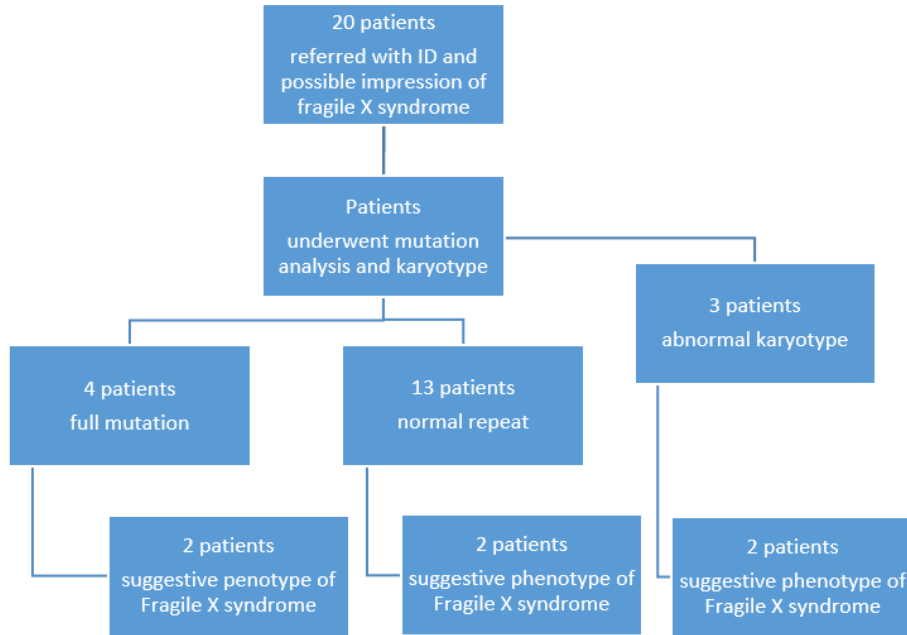 20 patients
referred with ID and
possible impression of
fragile X syndrome
Patients
underwent mutation
analysis and karyotype
3 patients
abnormal karyotype
4 patients
full mutation
13 patients
normal repeat
2 patients
suggestive penotype of
Fragile X syndrome
2 patients
suggestive phenotype of
Fragile X syndrome
2 patients
suggestive phenotype of
Fragile X syndrome